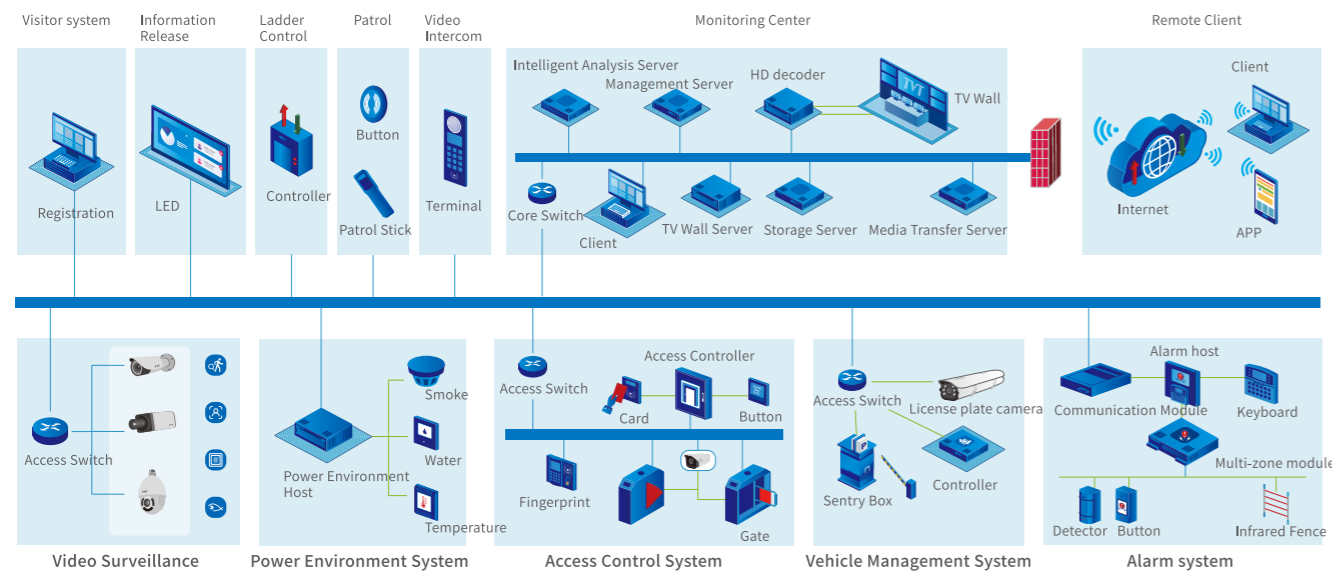 Visitor system
Information
Release
Ladder
Control
Patrol
Video
Intercom
Monitoring Center
Remote Client
Registration
LED
Controller
Button
Patrol Stick
Terminal
Intelligent Analysis Server
Management Server
HD decoder
TVT
TV Wall
Core Switch
Client
TV Wall Server
Storage Server
Media Transfer Server
Client
Internet
APP
Access Switch
Video Surveillance
Smoke
Water
Temperature
Power Environment
Host
Power Environment System
Access Switch
Access Controller
Card
Button
Fingerprint
Gate
Access Control System
Access Switch
License plate camera
Sentry Box
Controller
Vehicle Management System
Alarm host
Communication Module
Keyboard
Multi-zone module
Detector
Button
Infrared Fence
Alarm system